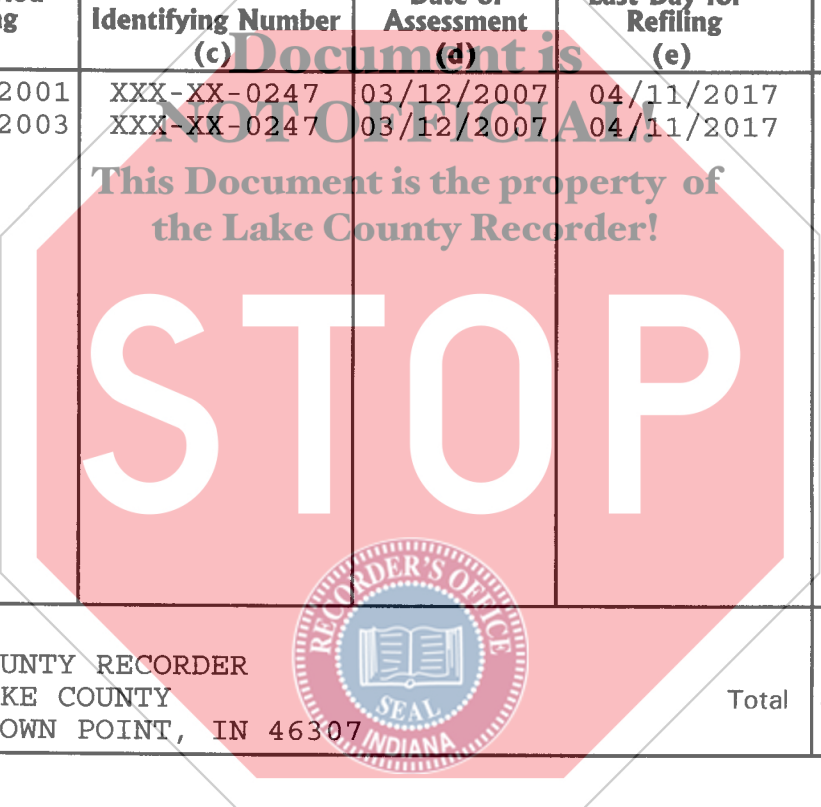 Identifying Number Assessment Refiling
(c) (d) (e)
Document is
2001 XXX-XX-0247 03/12/2007 04/11/2017
NOT OFFICIAL!
2003 XXX-XX-0247 03/12/2007 04/11/2017
This Document is the property of
the Lake County Recorder!
STOP
RECORDER'S OFFICE
SEAL
INDIANA
UNTY RECORDER
KE COUNTY
Total
OWN POINT, IN 46307